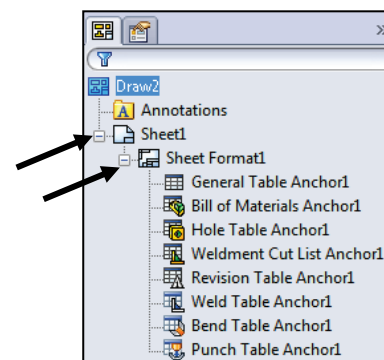 »
Draw2
A Annotations
Sheet1
Sheet Format1
General Table Anchor1
Bill of Materials Anchor1
Hole Table Anchor1
Weldment Cut List Anchor1
Revision Table Anchor1
Weld Table Anchor1
Bend Table Anchor1
Punch Table Anchor1